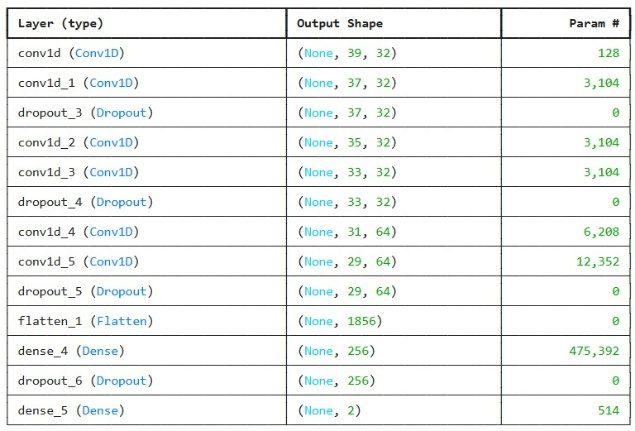 Layer (type) Output Shape Param #
conv1d (Conv1D) (None, 39, 32) 128
conv1d_1 (Conv1D) (None, 37, 32) 3,104
dropout_3 (Dropout) (None, 37, 32) 0
conv1d_2 (Conv1D) (None, 35, 32) 3,104
conv1d_3 (Conv1D) (None, 33, 32) 3,104
dropout_4 (Dropout) (None, 33, 32) 0
conv1d_4 (Conv1D) (None, 31, 64) 6,208
conv1d_5 (Conv1D) (None, 29, 64) 12,352
dropout_5 (Dropout) (None, 29, 64) 0
flatten_1 (Flatten) (None, 1856) 0
dense_4 (Dense) (None, 256) 475,392
dropout_6 (Dropout) (None, 256) 0
dense_5 (Dense) (None, 2) 514